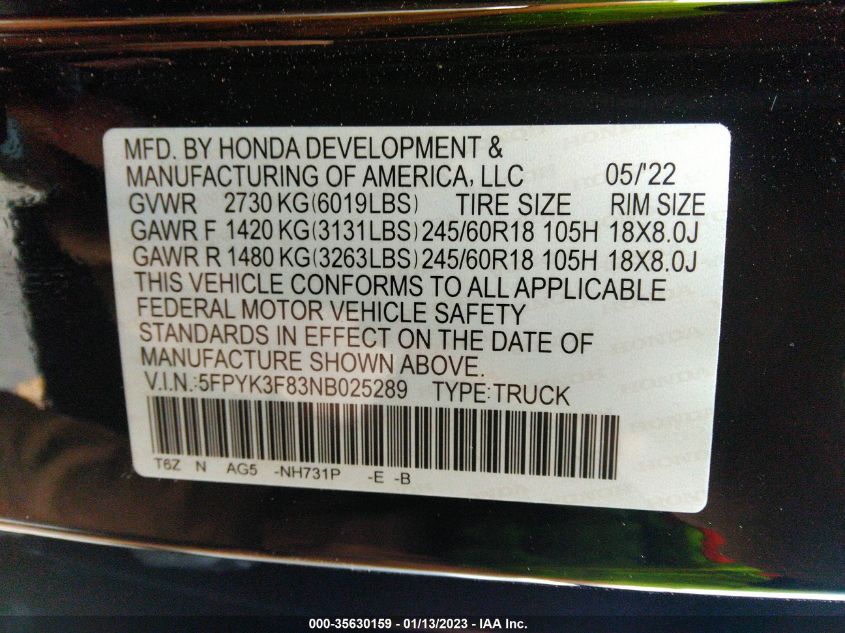 MFD. BY HONDA DEVELOPMENT &
MANUFACTURING OF AMERICA, LLC 05/'22
GVWR 2730 KG(6019LBS) TIRE SIZE RIM SIZE
GAWR F 1420 KG(3131LBS) 245/60R18 105H 18X8.0J
GAWR R 1480 KG(3263LBS) 245/60R18 105H 18X8.0J
THIS VEHICLE CONFORMS TO ALL APPLICABLE
FEDERAL MOTOR VEHICLE SAFETY
STANDARDS IN EFFECT ON THE DATE OF
MANUFACTURE SHOWN ABOVE.
V.I.N.:5FPYK3F83NB025289 TYPE:TRUCK
T6Z N AG5 -NH731P -E -B
000-35630159 - 01/13/2023 - IAA Inc.